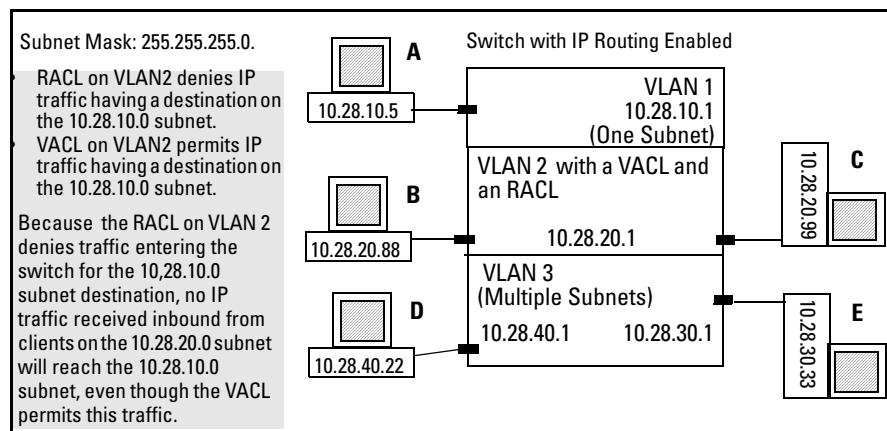 Subnet Mask: 255.255.255.0.
• RACL on VLAN2 denies IP
traffic having a destination on
the 10.28.10.0 subnet.
• VACL on VLAN2 permits IP
traffic having a destination on
the 10.28.10.0 subnet.
Because the RACL on VLAN 2
denies traffic entering the
switch for the 10,28.10.0
subnet destination, no IP
traffic received inbound from
clients on the 10.28.20.0 subnet
will reach the 10.28.10.0
subnet, even though the VACL
permits this traffic.
A
10.28.10.5
B
10.28.20.88
D
10.28.40.22
Switch with IP Routing Enabled
VLAN 1
10.28.10.1
(One Subnet)
VLAN 2 with a VACL and
an RACL
10.28.20.1
VLAN 3
(Multiple Subnets)
10.28.40.1 10.28.30.1
C
10.28.20.99
E
10.28.30.33